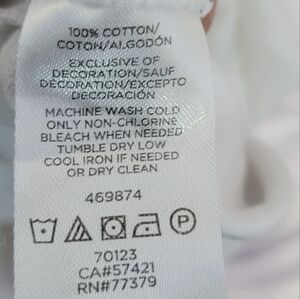 100% COTTON/
COTON/ALGODÓN
EXCLUSIVE OF
DECORATION/SAUF
DÉCORATION/EXCEPTO
DECORACIÓN
MACHINE WASH COLD
ONLY NON-CHLORINE
BLEACH WHEN NEEDED
TUMBLE DRY LOW
COOL IRON IF NEEDED
OR DRY CLEAN
469874
P
70123
CA#57421
RN#77379